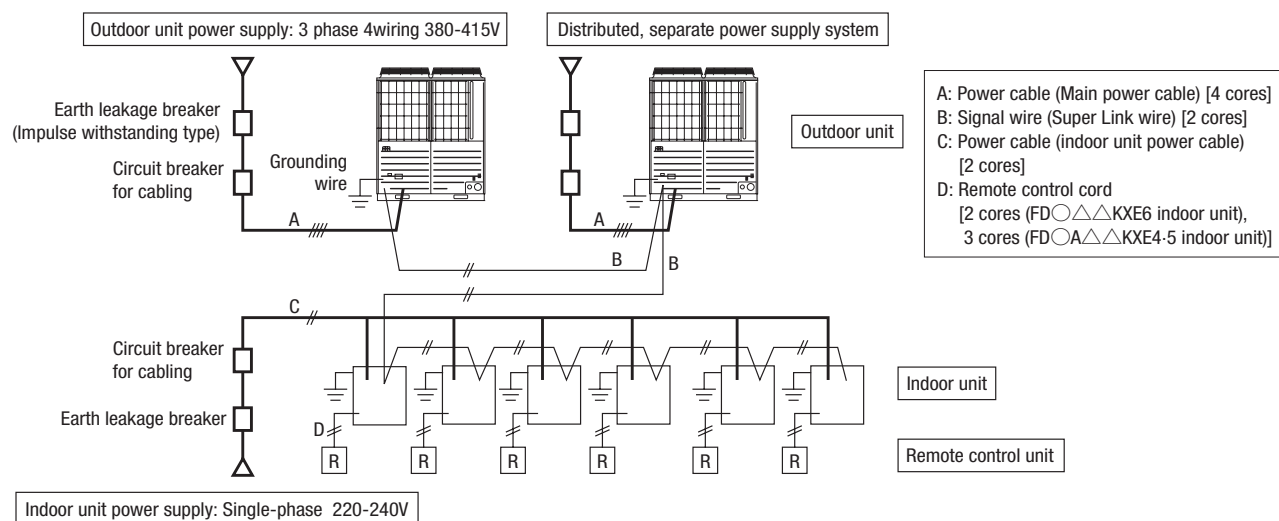 Outdoor unit power supply: 3 phase 4wiring 380-415V
Distributed, separate power supply system
Earth leakage breaker
(Impulse withstanding type)
Circuit breaker
for cabling
Grounding
wire
Outdoor unit
A: Power cable (Main power cable) [4 cores]
B: Signal wire (Super Link wire) [2 cores]
C: Power cable (indoor unit power cable)
[2 cores]
D: Remote control cord
[2 cores (FD○△△KXE6 indoor unit),
3 cores (FD○A△△KXE4·5 indoor unit)]
A
A
B
B
C
Circuit breaker
for cabling
Earth leakage breaker
Indoor unit
D
R
R
R
R
R
R
Remote control unit
Indoor unit power supply: Single-phase 220-240V